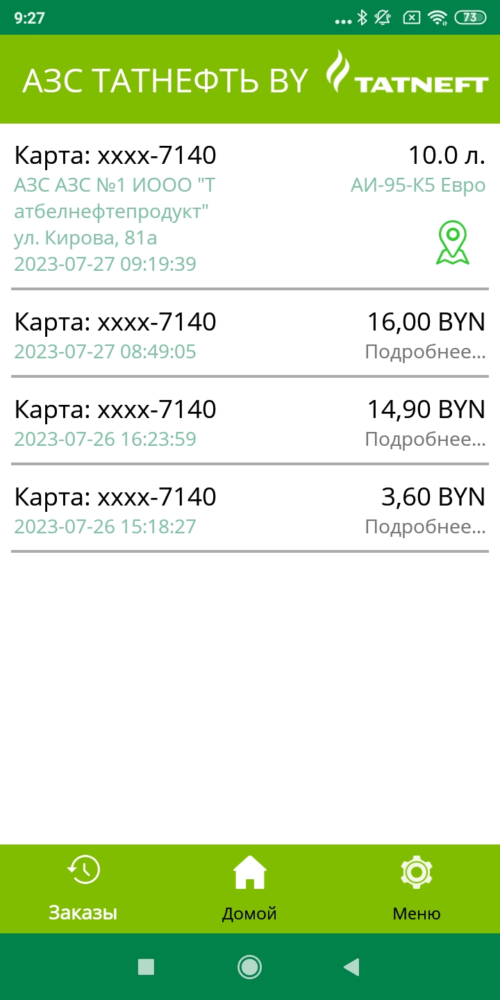 9:27
73
АЗС ТАТНЕФТЬ BY
TATNEFT
Карта: xxxx-7140
10.0 л.
АЗС АЗС №1 ИООО "Т
АИ-95-К5 Евро
атбелнефтепродукт"
ул. Кирова, 81а
2023-07-27 09:19:39
Карта: xxxx-7140
16,00 BYN
2023-07-27 08:49:05
Подробнее...
Карта: xxxx-7140
14,90 BYN
2023-07-26 16:23:59
Подробнее...
Карта: xxxx-7140
3,60 BYN
2023-07-26 15:18:27
Подробнее...
Заказы
Домой
Меню